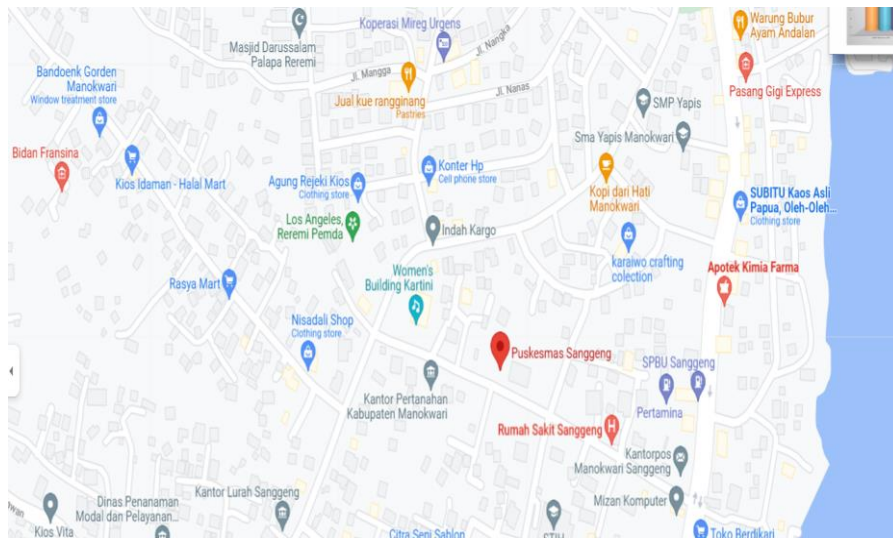 Koperasi Mireg Urgens
Warung Bubur
Ayam Andalan
Masjid Darussalam
Palapa Reremi
Jl. Nangka
Jl. Mangga
Bandoenk Gorden
Manokwari
Window treatment store
Jl. Nanas
Pasang Gigi Express
Jual kue rangginang
Pastries
SMP Yapis
Sma Yapis Manokwari
Bidan Fransina
Kios Idaman - Halal Mart
Agung Rejeki Kios
Clothing store
Konter Hp
Cell phone store
Kopi dari Hati
Manokwari
SUBITU Kaos Asli
Papua, Oleh-Oleh...
Clothing store
Los Angeles,
Reremi Pemda
Indah Kargo
karaiwo crafting
colection
Apotek Kimia Farma
Women's
Building Kartini
Rasya Mart
Nisadali Shop
Clothing store
Puskesmas Sanggeng
SPBU Sanggeng
Kantor Pertanahan
Kabupaten Manokwari
Pertamina
Rumah Sakit Sanggeng
H
Kantorpos
Manokwari Sanggeng
Mizan Komputer
Kantor Lurah Sanggeng
Dinas Penanaman
Modal dan Pelayanan...
Kios Vita
Citra Seni Sablon
Toko Berdikari